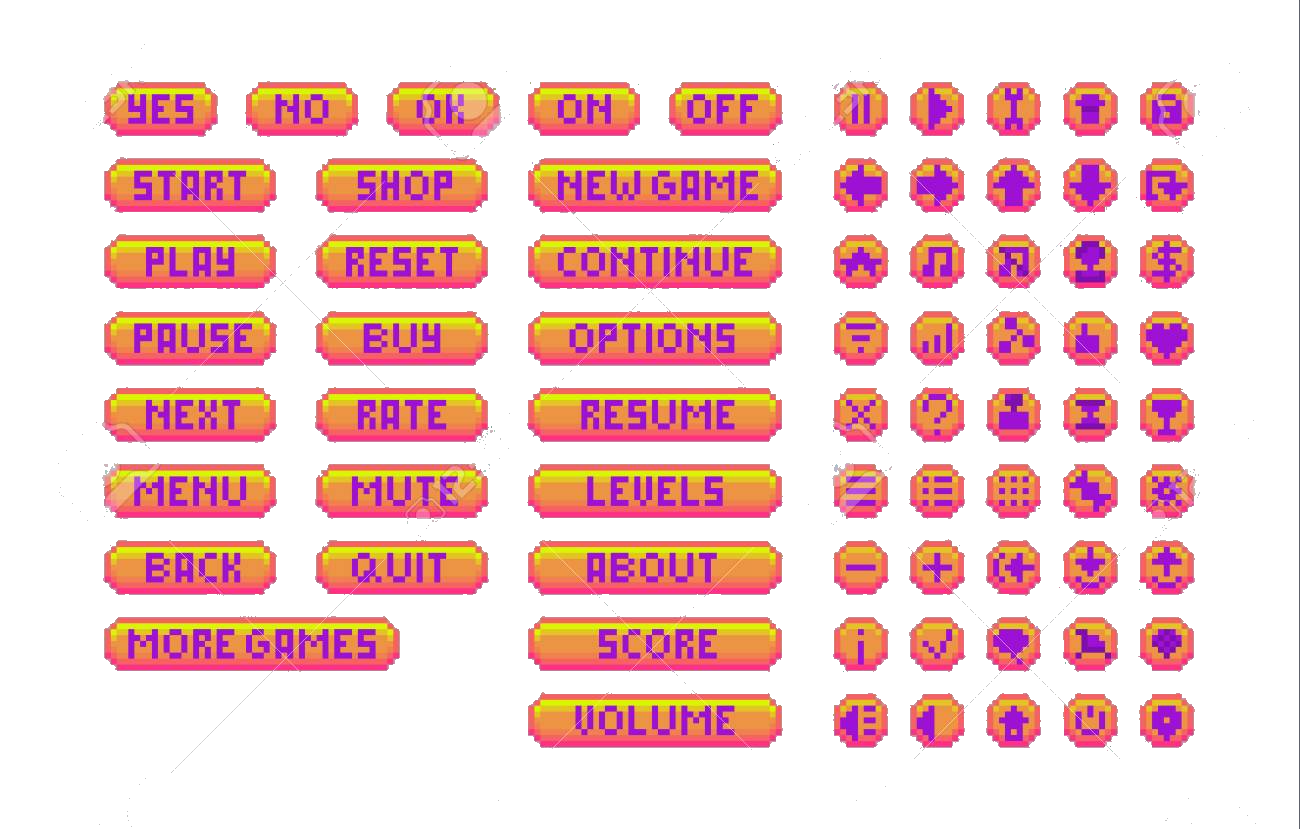 YES NO OK ON OFF
START SHOP NEW GAME
PLAY RESET CONTINUE
PAUSE BUY OPTIONS
NEXT RATE RESUME
MENU MUTE LEVELS
BACK QUIT ABOUT
MORE GAMES SCORE
VOLUME